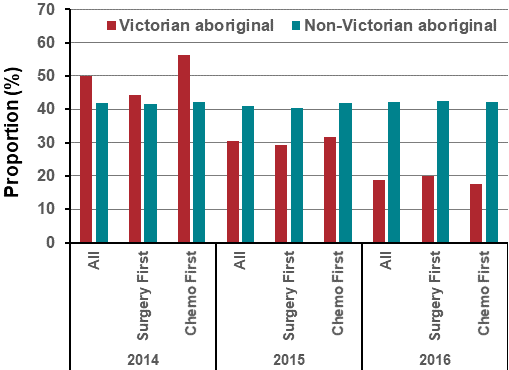 Victorian aboriginal Non-Victorian aboriginal
Proportion (%)
70
60
50
40
30
20
10
0
All Surgery First Chemo First All Surgery First Chemo First All Surgery First Chemo First
2014 2015 2016